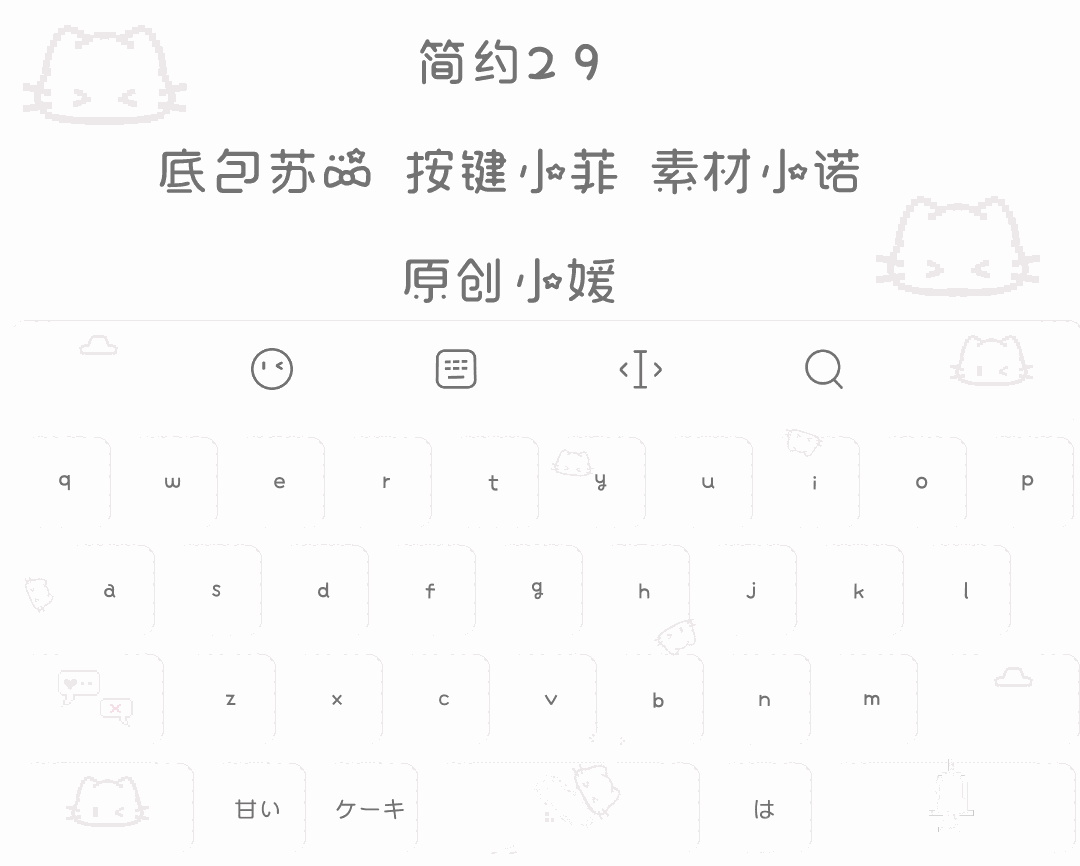 简约29
底包苏 按键小菲 素材小诺
原创小媛
q w e r t y u i o p
a s d f g h j k l
z x c v b n m
甘い ケーキ は